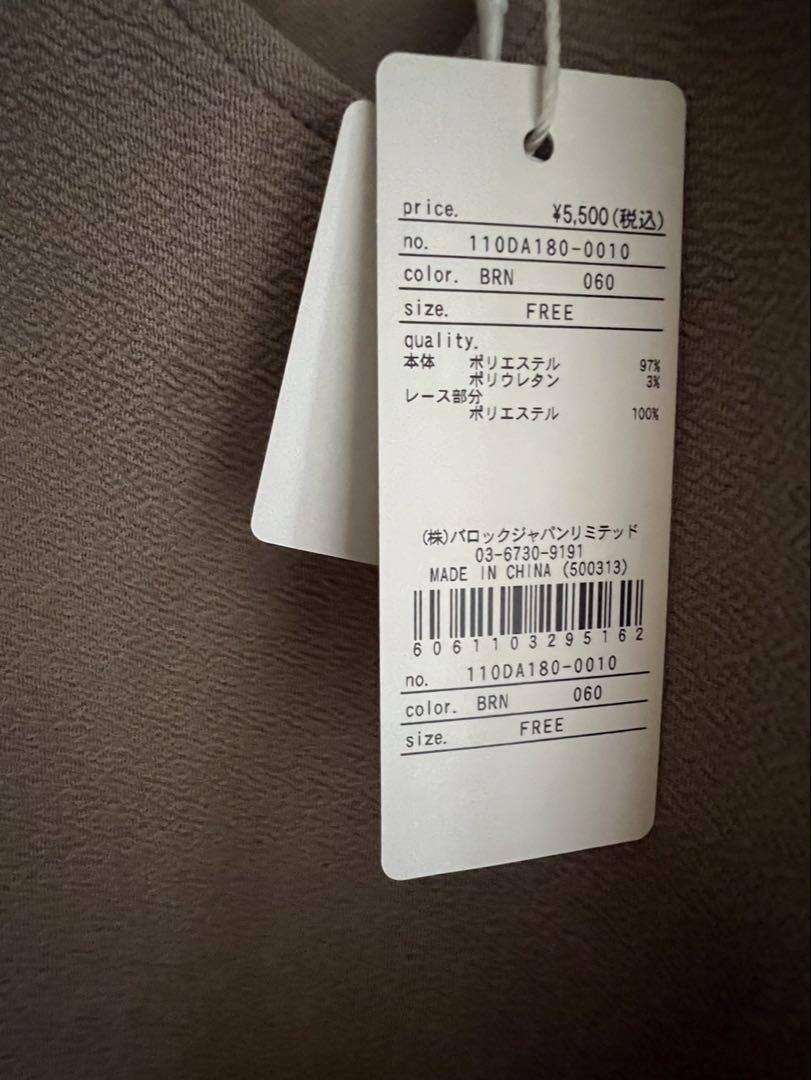 price. ¥5,500(税込)
no. 110DA180-0010
color. BRN 060
size. FREE
quality.
本体 ポリエステル 97%
ポリウレタン 3%
レース部分
ポリエステル 100%
(株)バロックジャパンリミテッド
03-6730-9191
MADE IN CHINA (500313)
6061103295162
no. 110DA180-0010
color. BRN 060
size. FREE